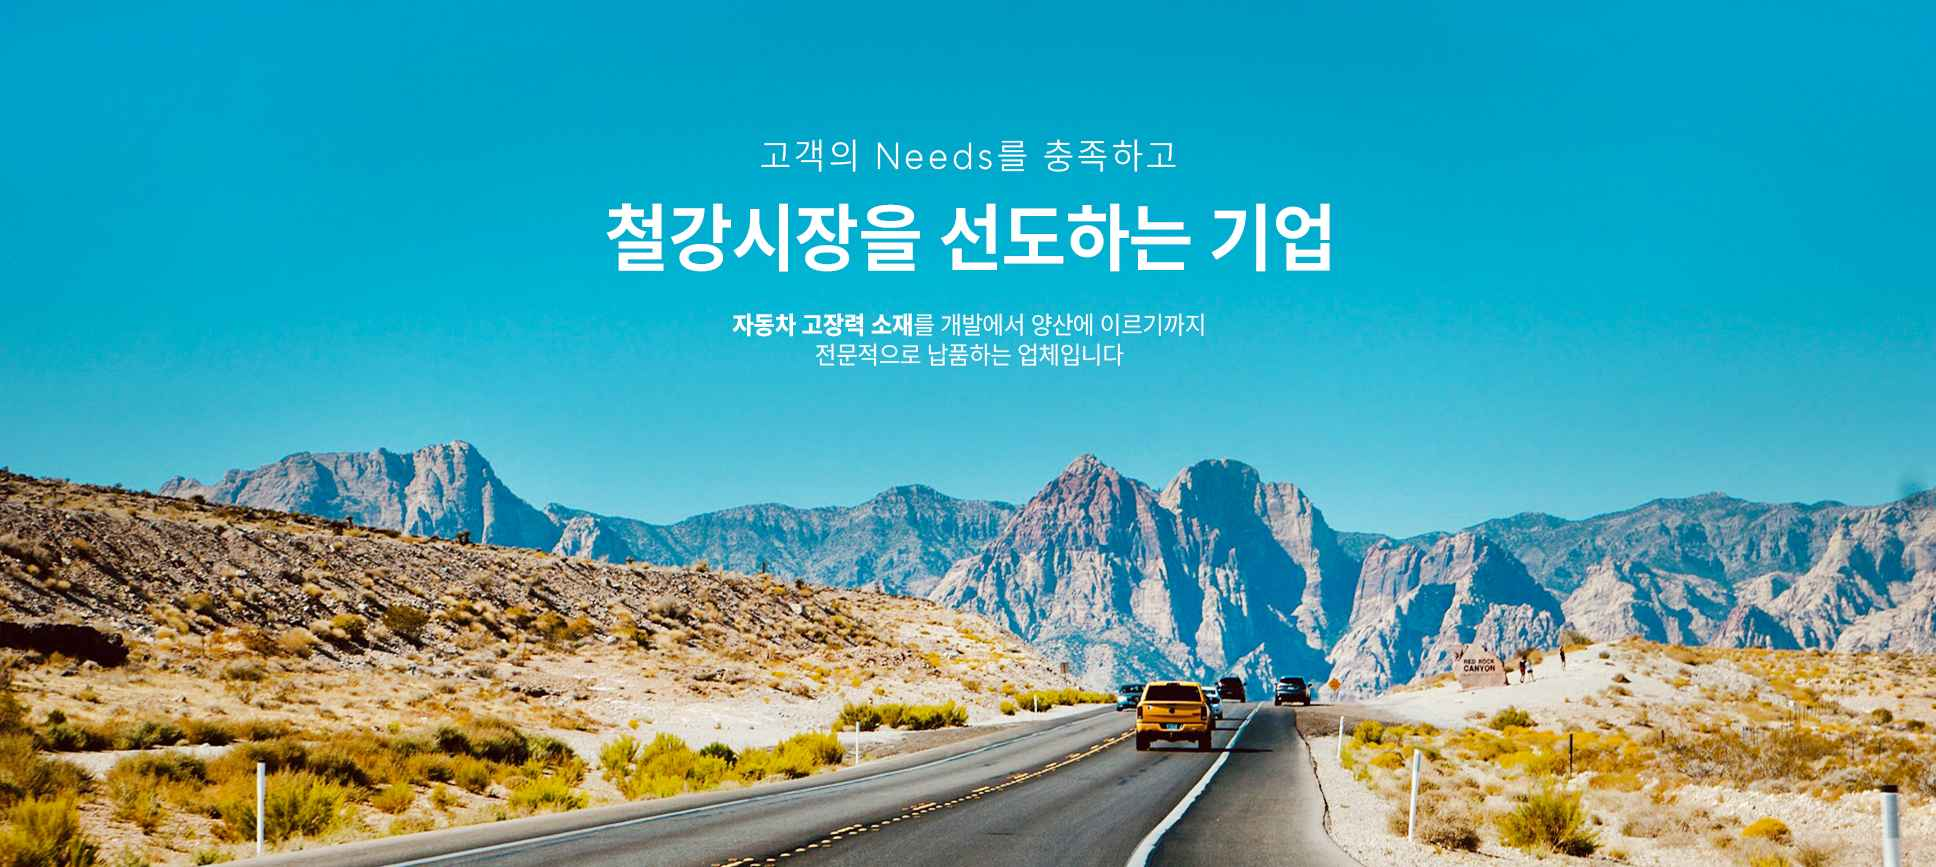 고객의 Needs를 충족하고
철강시장을 선도하는 기업
자동차 고장력 소재를 개발에서 양산에 이르기까지
전문적으로 납품하는 업체입니다
RED ROCK
CANYON